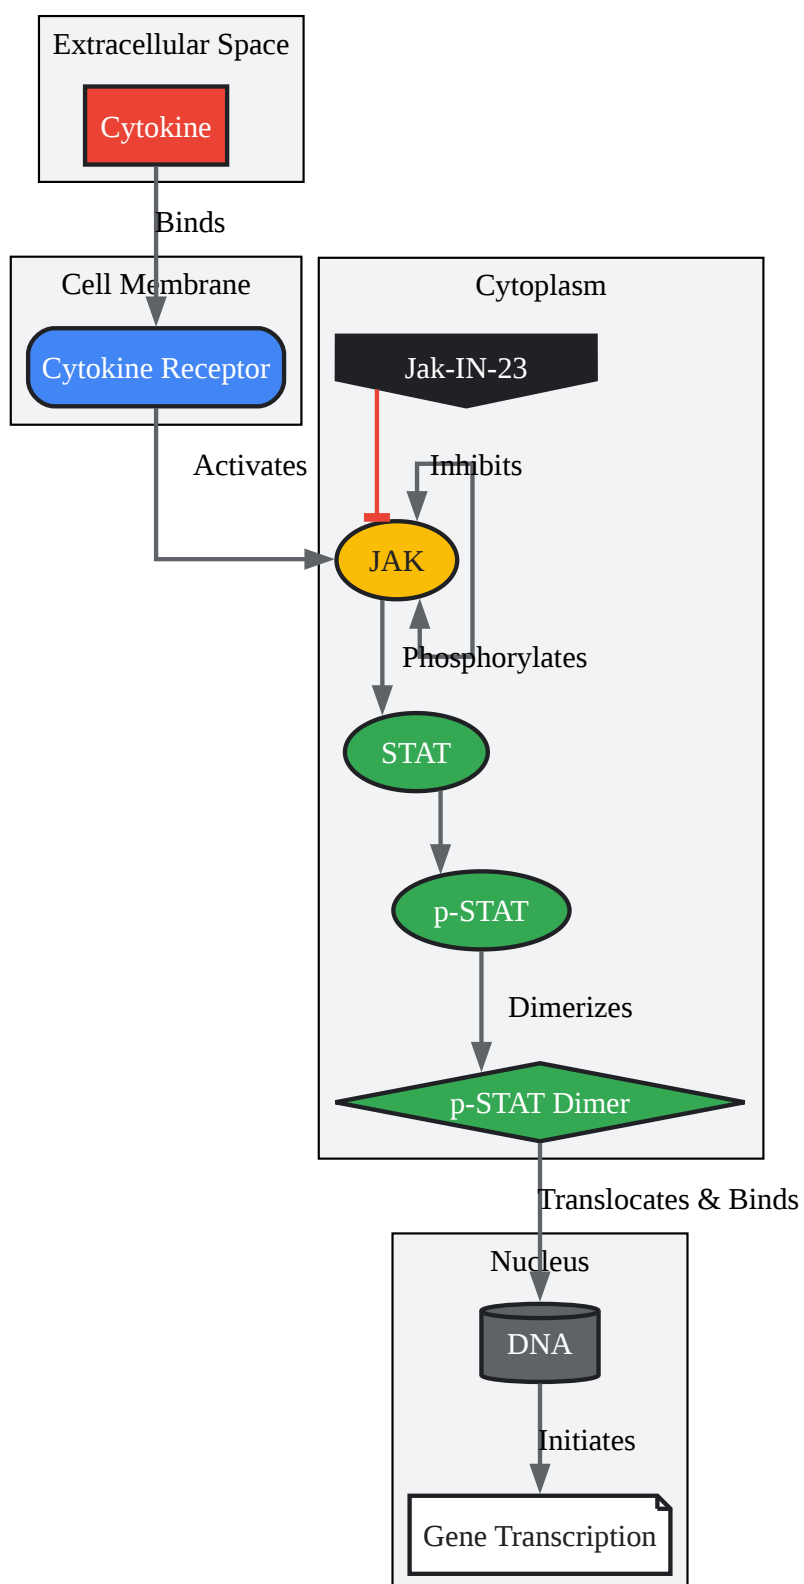 Extracellular Space
Cytokine
Binds
Cell Membrane
Cytokine Receptor
Activates
Cytoplasm
Jak-IN-23
Inhibits
JAK
Phosphorylates
STAT
p-STAT
Dimerizes
p-STAT Dimer
Translocates & Binds
Nucleus
DNA
Initiates
Gene Transcription